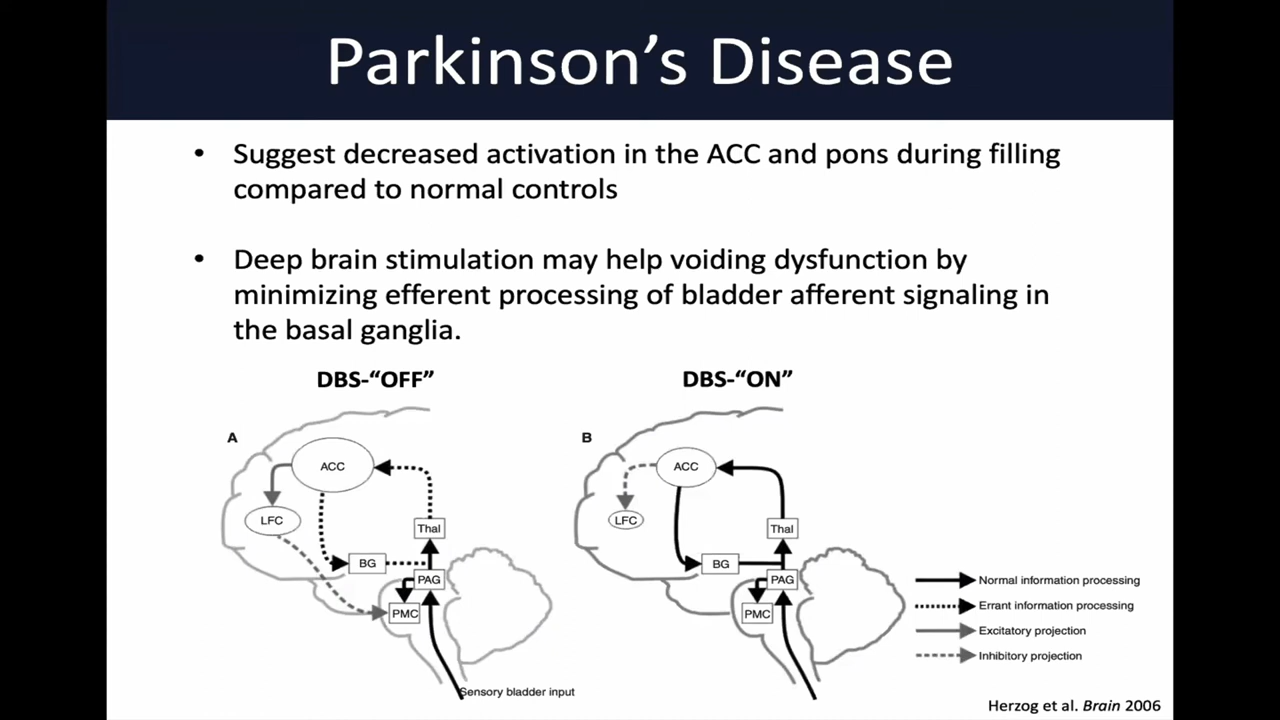 Parkinson’s Disease
• Suggest decreased activation in the ACC and pons during filling
compared to normal controls
• Deep brain stimulation may help voiding dysfunction by
minimizing efferent processing of bladder afferent signaling in
the basal ganglia.
DBS-“OFF”
A
ACC
LFC
Thal
BG
PAG
PMC
Sensory bladder input
DBS-“ON”
B
ACC
LFC
Thal
BG
PAG
PMC
Normal information processing
Errant information processing
Excitatory projection
Inhibitory projection
Herzog et al. Brain 2006